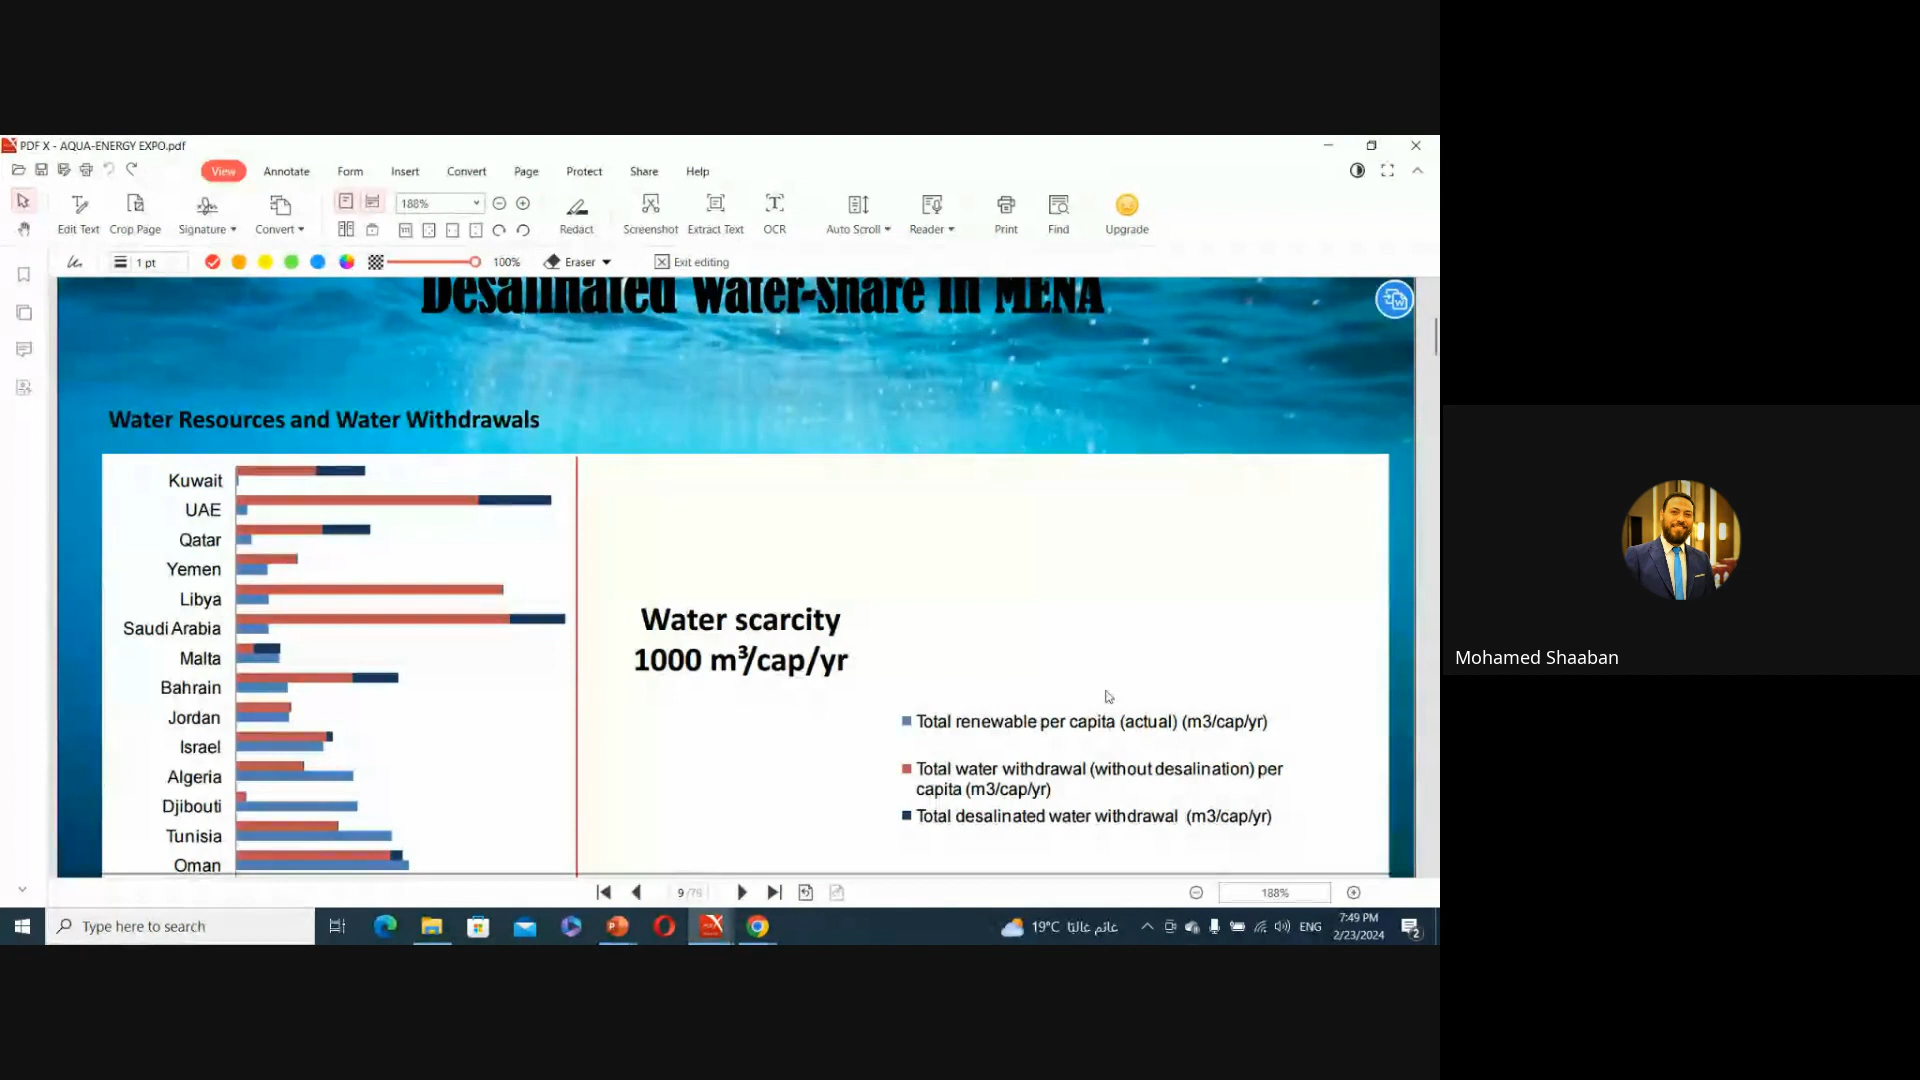 PDF X - AQUA-ENERGY EXPO.pdf
View Annotate Form Insert Convert Page Protect Share Help
188%
Edit Text Crop Page Signature Convert Redact Screenshot Extract Text OCR Auto Scroll Reader Print Find Upgrade
1 pt 100% Eraser Exit editing
Desalinated Water-Share in MENA
Water Resources and Water Withdrawals
Kuwait
UAE
Qatar
Yemen
Libya
Saudi Arabia
Malta
Bahrain
Jordan
Israel
Algeria
Djibouti
Tunisia
Oman
Water scarcity
1000 m³/cap/yr
Total renewable per capita (actual) (m3/cap/yr)
Total water withdrawal (without desalination) per
capita (m3/cap/yr)
Total desalinated water withdrawal (m3/cap/yr)
Mohamed Shaaban
9 /79
188%
Type here to search
19°C غائم غالبًا
ENG
7:49 PM
2/23/2024
2